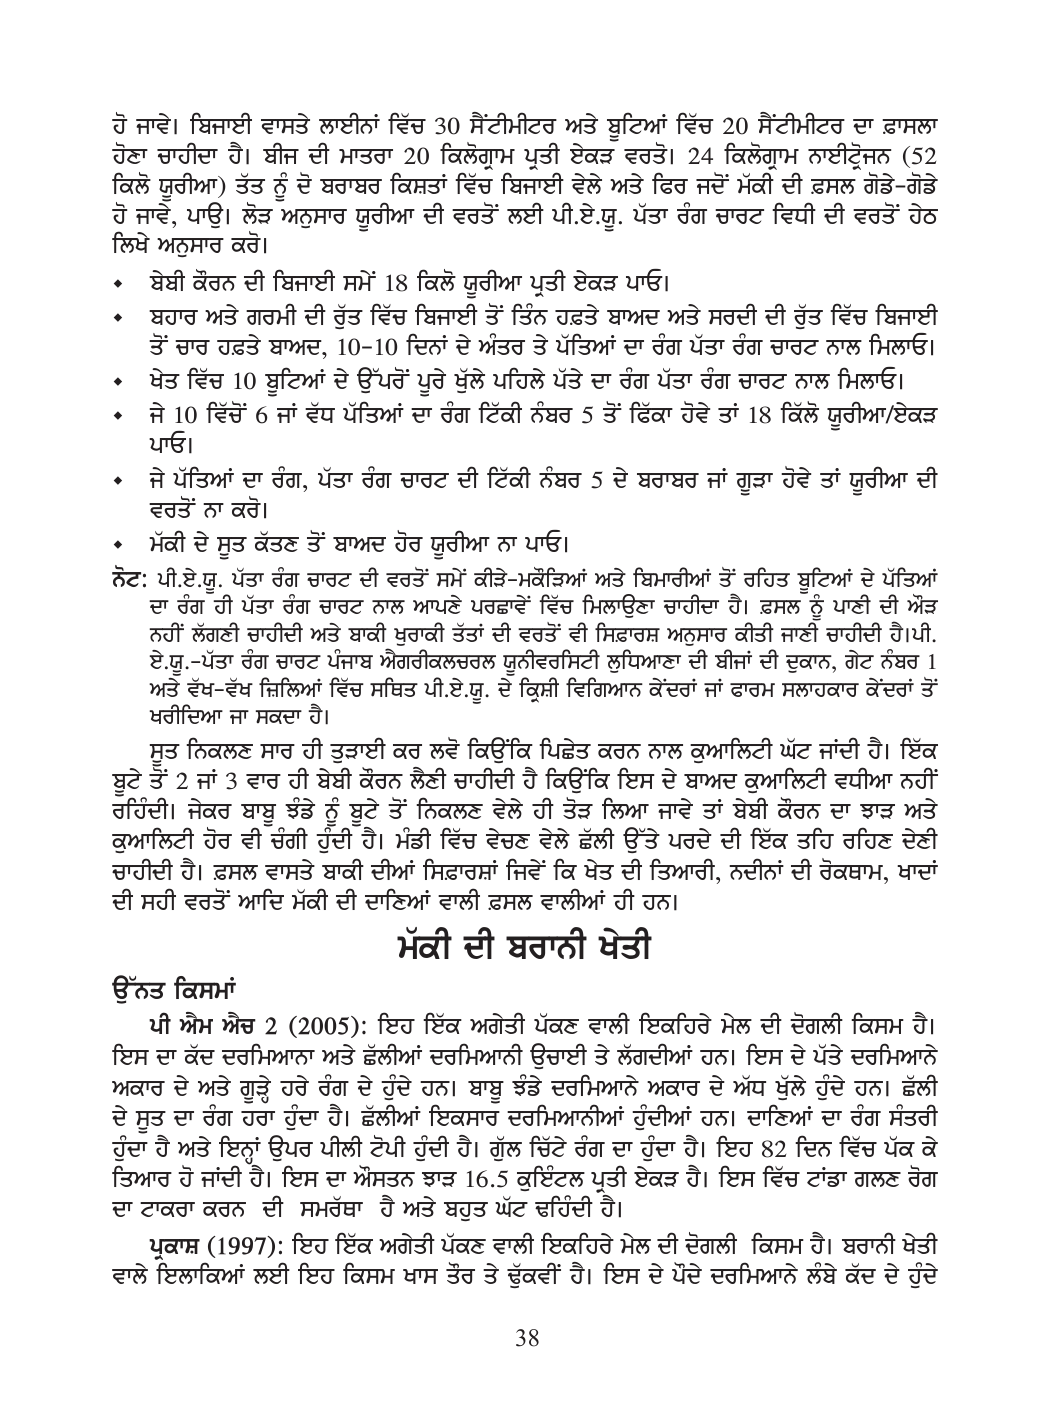 ਹੋ ਜਾਵੇ। ਬਿਜਾਈ ਵਾਸਤੇ ਲਾਈਨਾਂ ਵਿੱਚ 30 ਸੈਂਟੀਮੀਟਰ ਅਤੇ ਬੂਟਿਆਂ ਵਿੱਚ 20 ਸੈਂਟੀਮੀਟਰ ਦਾ ਫ਼ਾਸਲਾ
ਹੋਣਾ ਚਾਹੀਦਾ ਹੈ। ਬੀਜ ਦੀ ਮਾਤਰਾ 20 ਕਿਲੋਗ੍ਰਾਮ ਪ੍ਰਤੀ ਏਕੜ ਵਰਤੋ। 24 ਕਿਲੋਗ੍ਰਾਮ ਨਾਈਟ੍ਰੋਜਨ (52
ਕਿਲੋ ਯੂਰੀਆ) ਤੱਤ ਨੂੰ ਦੋ ਬਰਾਬਰ ਕਿਸ਼ਤਾਂ ਵਿੱਚ ਬਿਜਾਈ ਵੇਲੇ ਅਤੇ ਫਿਰ ਜਦੋਂ ਮੱਕੀ ਦੀ ਫ਼ਸਲ ਗੋਡੇ-ਗੋਡੇ
ਹੋ ਜਾਵੇ, ਪਾਉ। ਲੋੜ ਅਨੁਸਾਰ ਯੂਰੀਆ ਦੀ ਵਰਤੋਂ ਲਈ ਪੀ.ਏ.ਯੂ. ਪੱਤਾ ਰੰਗ ਚਾਰਟ ਵਿਧੀ ਦੀ ਵਰਤੋਂ ਹੇਠ
ਲਿਖੇ ਅਨੁਸਾਰ ਕਰੋ।
◆ ਬੇਬੀ ਕੌਰਨ ਦੀ ਬਿਜਾਈ ਸਮੇਂ 18 ਕਿਲੋ ਯੂਰੀਆ ਪ੍ਰਤੀ ਏਕੜ ਪਾਓ।
◆ ਬਹਾਰ ਅਤੇ ਗਰਮੀ ਦੀ ਰੁੱਤ ਵਿੱਚ ਬਿਜਾਈ ਤੋਂ ਤਿੰਨ ਹਫ਼ਤੇ ਬਾਅਦ ਅਤੇ ਸਰਦੀ ਦੀ ਰੁੱਤ ਵਿੱਚ ਬਿਜਾਈ
ਤੋਂ ਚਾਰ ਹਫ਼ਤੇ ਬਾਅਦ, 10-10 ਦਿਨਾਂ ਦੇ ਅੰਤਰ ਤੇ ਪੱਤਿਆਂ ਦਾ ਰੰਗ ਪੱਤਾ ਰੰਗ ਚਾਰਟ ਨਾਲ ਮਿਲਾਓ।
◆ ਖੇਤ ਵਿੱਚ 10 ਬੂਟਿਆਂ ਦੇ ਉੱਪਰੋਂ ਪੂਰੇ ਖੁੱਲੇ ਪਹਿਲੇ ਪੱਤੇ ਦਾ ਰੰਗ ਪੱਤਾ ਰੰਗ ਚਾਰਟ ਨਾਲ ਮਿਲਾਓ।
◆ ਜੇ 10 ਵਿੱਚੋਂ 6 ਜਾਂ ਵੱਧ ਪੱਤਿਆਂ ਦਾ ਰੰਗ ਟਿੱਕੀ ਨੰਬਰ 5 ਤੋਂ ਫਿੱਕਾ ਹੋਵੇ ਤਾਂ 18 ਕਿੱਲੋ ਯੂਰੀਆ/ਏਕੜ
ਪਾਓ।
◆ ਜੇ ਪੱਤਿਆਂ ਦਾ ਰੰਗ, ਪੱਤਾ ਰੰਗ ਚਾਰਟ ਦੀ ਟਿੱਕੀ ਨੰਬਰ 5 ਦੇ ਬਰਾਬਰ ਜਾਂ ਗੂੜਾ ਹੋਵੇ ਤਾਂ ਯੂਰੀਆ ਦੀ
ਵਰਤੋਂ ਨਾ ਕਰੋ।
◆ ਮੱਕੀ ਦੇ ਸੂਤ ਕੱਤਣ ਤੋਂ ਬਾਅਦ ਹੋਰ ਯੂਰੀਆ ਨਾ ਪਾਓ।
ਨੋਟ: ਪੀ.ਏ.ਯੂ. ਪੱਤਾ ਰੰਗ ਚਾਰਟ ਦੀ ਵਰਤੋਂ ਸਮੇਂ ਕੀੜੇ-ਮਕੌੜਿਆਂ ਅਤੇ ਬਿਮਾਰੀਆਂ ਤੋਂ ਰਹਿਤ ਬੂਟਿਆਂ ਦੇ ਪੱਤਿਆਂ
ਦਾ ਰੰਗ ਹੀ ਪੱਤਾ ਰੰਗ ਚਾਰਟ ਨਾਲ ਆਪਣੇ ਪਰਛਾਵੇਂ ਵਿੱਚ ਮਿਲਾਉਣਾ ਚਾਹੀਦਾ ਹੈ। ਫ਼ਸਲ ਨੂੰ ਪਾਣੀ ਦੀ ਔੜ
ਨਹੀਂ ਲੱਗਣੀ ਚਾਹੀਦੀ ਅਤੇ ਬਾਕੀ ਖੁਰਾਕੀ ਤੱਤਾਂ ਦੀ ਵਰਤੋਂ ਵੀ ਸਿਫ਼ਾਰਸ਼ ਅਨੁਸਾਰ ਕੀਤੀ ਜਾਣੀ ਚਾਹੀਦੀ ਹੈ।ਪੀ.
ਏ.ਯੂ.-ਪੱਤਾ ਰੰਗ ਚਾਰਟ ਪੰਜਾਬ ਐਗਰੀਕਲਚਰਲ ਯੂਨੀਵਰਸਿਟੀ ਲੁਧਿਆਣਾ ਦੀ ਬੀਜਾਂ ਦੀ ਦੁਕਾਨ, ਗੇਟ ਨੰਬਰ 1
ਅਤੇ ਵੱਖ-ਵੱਖ ਜ਼ਿਲਿਆਂ ਵਿੱਚ ਸਥਿਤ ਪੀ.ਏ.ਯੂ. ਦੇ ਕ੍ਰਿਸ਼ੀ ਵਿਗਿਆਨ ਕੇਂਦਰਾਂ ਜਾਂ ਫਾਰਮ ਸਲਾਹਕਾਰ ਕੇਂਦਰਾਂ ਤੋਂ
ਖਰੀਦਿਆ ਜਾ ਸਕਦਾ ਹੈ।
ਸੂਤ ਨਿਕਲਣ ਸਾਰ ਹੀ ਤੁੜਾਈ ਕਰ ਲਵੋ ਕਿਉਂਕਿ ਪਿਛੇਤ ਕਰਨ ਨਾਲ ਕੁਆਲਿਟੀ ਘੱਟ ਜਾਂਦੀ ਹੈ। ਇੱਕ
ਬੂਟੇ ਤੋਂ 2 ਜਾਂ 3 ਵਾਰ ਹੀ ਬੇਬੀ ਕੌਰਨ ਲੈਣੀ ਚਾਹੀਦੀ ਹੈ ਕਿਉਂਕਿ ਇਸ ਦੇ ਬਾਅਦ ਕੁਆਲਿਟੀ ਵਧੀਆ ਨਹੀਂ
ਰਹਿੰਦੀ। ਜੇਕਰ ਬਾਬੂ ਝੰਡੇ ਨੂੰ ਬੂਟੇ ਤੋਂ ਨਿਕਲਣ ਵੇਲੇ ਹੀ ਤੋੜ ਲਿਆ ਜਾਵੇ ਤਾਂ ਬੇਬੀ ਕੌਰਨ ਦਾ ਝਾੜ ਅਤੇ
ਕੁਆਲਿਟੀ ਹੋਰ ਵੀ ਚੰਗੀ ਹੁੰਦੀ ਹੈ। ਮੰਡੀ ਵਿੱਚ ਵੇਚਣ ਵੇਲੇ ਛੱਲੀ ਉੱਤੇ ਪਰਦੇ ਦੀ ਇੱਕ ਤਹਿ ਰਹਿਣ ਦੇਣੀ
ਚਾਹੀਦੀ ਹੈ। ਫ਼ਸਲ ਵਾਸਤੇ ਬਾਕੀ ਦੀਆਂ ਸਿਫ਼ਾਰਸ਼ਾਂ ਜਿਵੇਂ ਕਿ ਖੇਤ ਦੀ ਤਿਆਰੀ, ਨਦੀਨਾਂ ਦੀ ਰੋਕਥਾਮ, ਖਾਦਾਂ
ਦੀ ਸਹੀ ਵਰਤੋਂ ਆਦਿ ਮੱਕੀ ਦੀ ਦਾਣਿਆਂ ਵਾਲੀ ਫ਼ਸਲ ਵਾਲੀਆਂ ਹੀ ਹਨ।
ਮੱਕੀ ਦੀ ਬਰਾਨੀ ਖੇਤੀ
ਉੱਨਤ ਕਿਸਮਾਂ
ਪੀ ਐਮ ਐਚ 2 (2005): ਇਹ ਇੱਕ ਅਗੇਤੀ ਪੱਕਣ ਵਾਲੀ ਇਕਹਿਰੇ ਮੇਲ ਦੀ ਦੋਗਲੀ ਕਿਸਮ ਹੈ।
ਇਸ ਦਾ ਕੱਦ ਦਰਮਿਆਨਾ ਅਤੇ ਛੱਲੀਆਂ ਦਰਮਿਆਨੀ ਉਚਾਈ ਤੇ ਲੱਗਦੀਆਂ ਹਨ। ਇਸ ਦੇ ਪੱਤੇ ਦਰਮਿਆਨੇ
ਅਕਾਰ ਦੇ ਅਤੇ ਗੂੜ੍ਹੇ ਹਰੇ ਰੰਗ ਦੇ ਹੁੰਦੇ ਹਨ। ਬਾਬੂ ਝੰਡੇ ਦਰਮਿਆਨੇ ਅਕਾਰ ਦੇ ਅੱਧ ਖੁੱਲੇ ਹੁੰਦੇ ਹਨ। ਛੱਲੀ
ਦੇ ਸੂਤ ਦਾ ਰੰਗ ਹਰਾ ਹੁੰਦਾ ਹੈ। ਛੱਲੀਆਂ ਇਕਸਾਰ ਦਰਮਿਆਨੀਆਂ ਹੁੰਦੀਆਂ ਹਨ। ਦਾਣਿਆਂ ਦਾ ਰੰਗ ਸੰਤਰੀ
ਹੁੰਦਾ ਹੈ ਅਤੇ ਇਨ੍ਹਾਂ ਉਪਰ ਪੀਲੀ ਟੋਪੀ ਹੁੰਦੀ ਹੈ। ਗੁੱਲ ਚਿੱਟੇ ਰੰਗ ਦਾ ਹੁੰਦਾ ਹੈ। ਇਹ 82 ਦਿਨ ਵਿੱਚ ਪੱਕ ਕੇ
ਤਿਆਰ ਹੋ ਜਾਂਦੀ ਹੈ। ਇਸ ਦਾ ਔਸਤਨ ਝਾੜ 16.5 ਕੁਇੰਟਲ ਪ੍ਰਤੀ ਏਕੜ ਹੈ। ਇਸ ਵਿੱਚ ਟਾਂਡਾ ਗਲਣ ਰੋਗ
ਦਾ ਟਾਕਰਾ ਕਰਨ ਦੀ ਸਮਰੱਥਾ ਹੈ ਅਤੇ ਬਹੁਤ ਘੱਟ ਢਹਿੰਦੀ ਹੈ।
ਪ੍ਰਕਾਸ਼ (1997): ਇਹ ਇੱਕ ਅਗੇਤੀ ਪੱਕਣ ਵਾਲੀ ਇਕਹਿਰੇ ਮੇਲ ਦੀ ਦੋਗਲੀ ਕਿਸਮ ਹੈ। ਬਰਾਨੀ ਖੇਤੀ
ਵਾਲੇ ਇਲਾਕਿਆਂ ਲਈ ਇਹ ਕਿਸਮ ਖਾਸ ਤੌਰ ਤੇ ਢੁੱਕਵੀਂ ਹੈ। ਇਸ ਦੇ ਪੌਦੇ ਦਰਮਿਆਨੇ ਲੰਬੇ ਕੱਦ ਦੇ ਹੁੰਦੇ
38